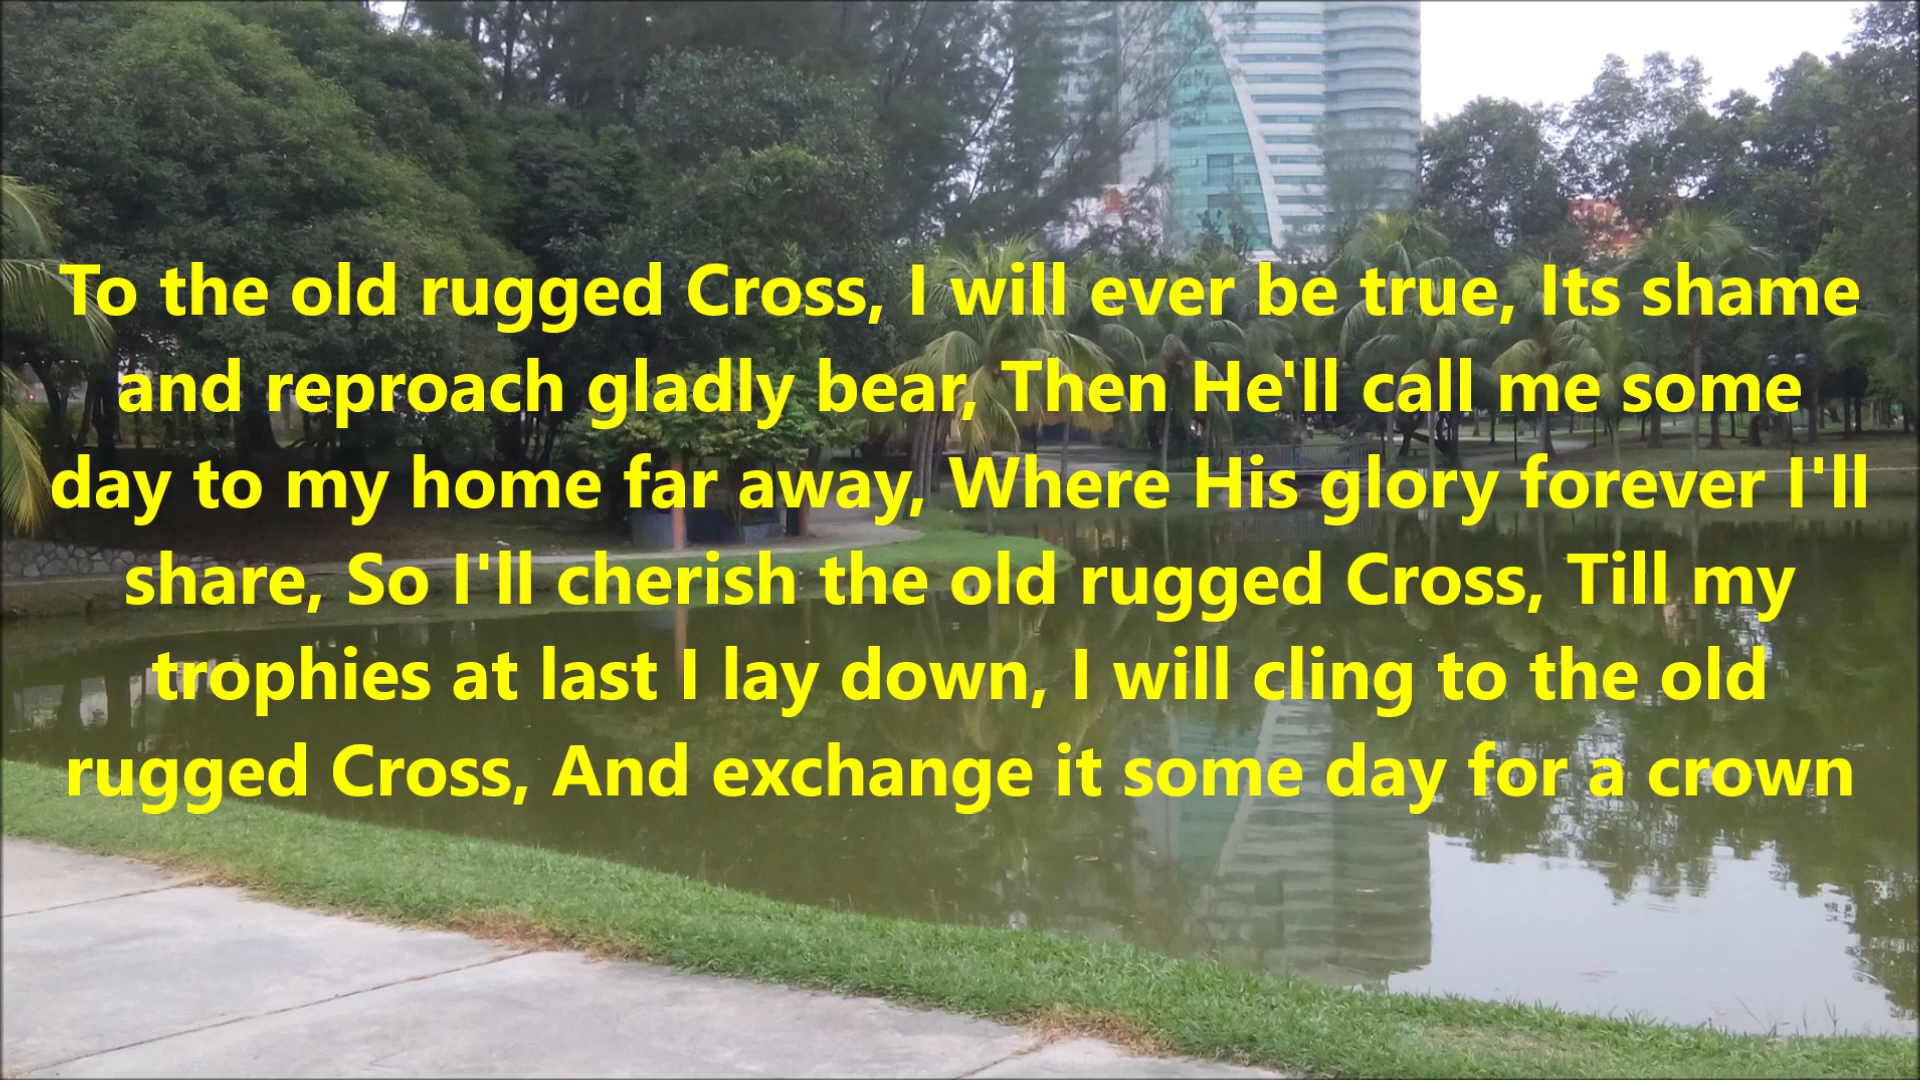 To the old rugged Cross, I will ever be true, Its shame
and reproach gladly bear, Then He'll call me some
day to my home far away, Where His glory forever I'll
share, So I'll cherish the old rugged Cross, Till my
trophies at last I lay down, I will cling to the old
rugged Cross, And exchange it some day for a crown